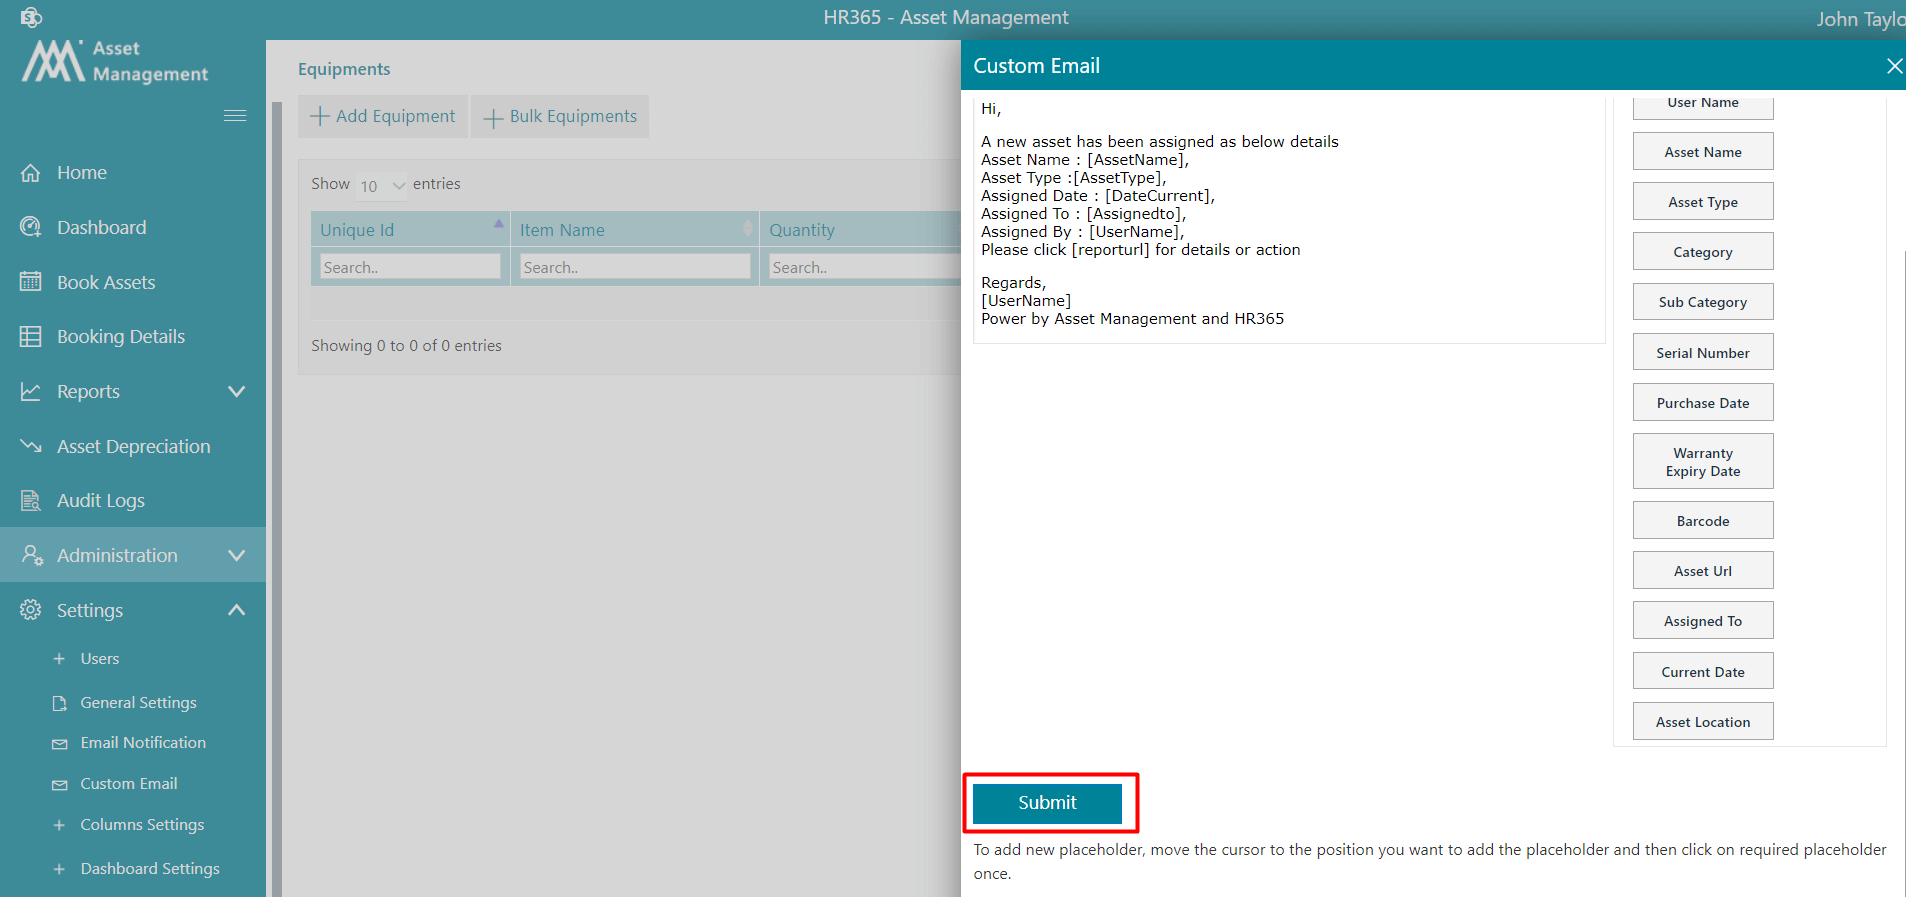 HR365 - Asset Management
John Taylo
Asset
Management
Home
Dashboard
Book Assets
Booking Details
Reports
Asset Depreciation
Audit Logs
Administration
Settings
Users
General Settings
Email Notification
Custom Email
Columns Settings
Dashboard Settings
Equipments
Add Equipment
Bulk Equipments
Show 10 entries
Unique Id
Item Name
Quantity
Search..
Search..
Search..
Showing 0 to 0 of 0 entries
Custom Email
Hi,
A new asset has been assigned as below details
Asset Name : [AssetName],
Asset Type :[AssetType],
Assigned Date : [DateCurrent],
Assigned To : [Assignedto],
Assigned By : [UserName],
Please click [reporturl] for details or action
Regards,
[UserName]
Power by Asset Management and HR365
User Name
Asset Name
Asset Type
Category
Sub Category
Serial Number
Purchase Date
Warranty
Expiry Date
Barcode
Asset Url
Assigned To
Current Date
Asset Location
Submit
To add new placeholder, move the cursor to the position you want to add the placeholder and then click on required placeholder
once.